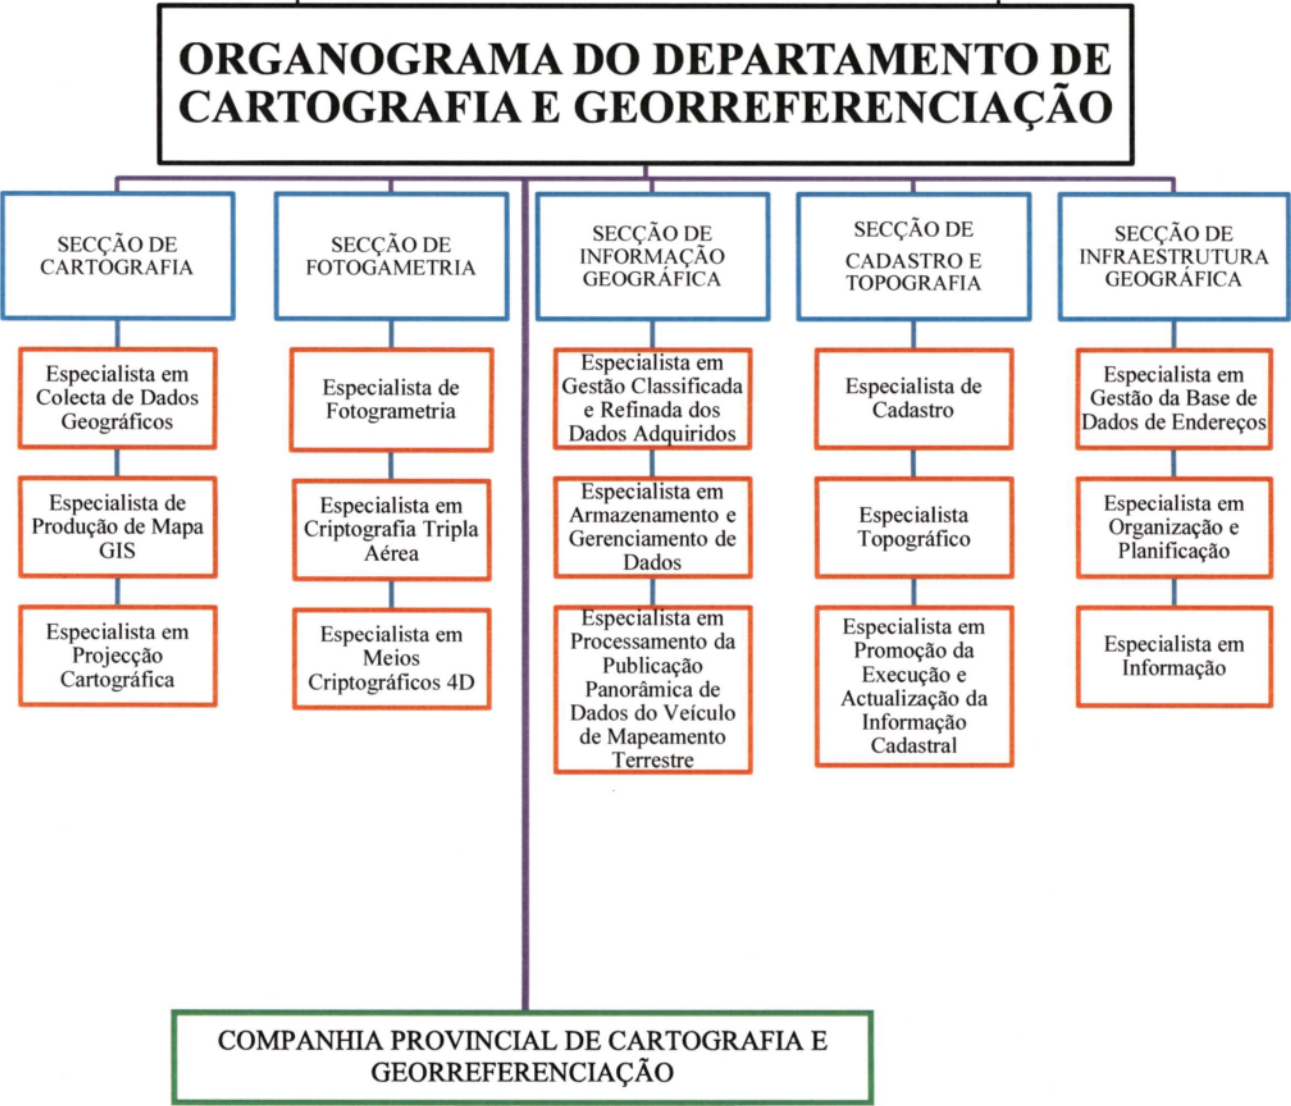 ORGANOGRAMA DO DEPARTAMENTO DE
CARTOGRAFIA E GEORREFERENCIAÇÃO
SECÇÃO DE
CARTOGRAFIA
Especialista em
Colecta de Dados
Geográficos
Especialista de
Produção de Mapa
GIS
Especialista em
Projecção
Cartográfica
SECÇÃO DE
FOTOGAMETRIA
Especialista de
Fotogrametria
Especialista em
Criptografia Tripla
Aérea
Especialista em
Meios
Criptográficos 4D
SECÇÃO DE
INFORMAÇÃO
GEOGRÁFICA
Especialista em
Gestão Classificada
e Refinada dos
Dados Adquiridos
Especialista em
Armazenamento e
Gerenciamento de
Dados
Especialista em
Processamento da
Publicação
Panorâmica de
Dados do Veículo
de Mapeamento
Terrestre
SECÇÃO DE
CADASTRO E
TOPOGRAFIA
Especialista de
Cadastro
Especialista
Topográfico
Especialista em
Promoção da
Execução e
Actualização da
Informação
Cadastral
SECÇÃO DE
INFRAESTRUTURA
GEOGRÁFICA
Especialista em
Gestão da Base de
Dados de Endereços
Especialista em
Organização e
Planificação
Especialista em
Informação
COMPANHIA PROVINCIAL DE CARTOGRAFIA E
GEORREFERENCIAÇÃO